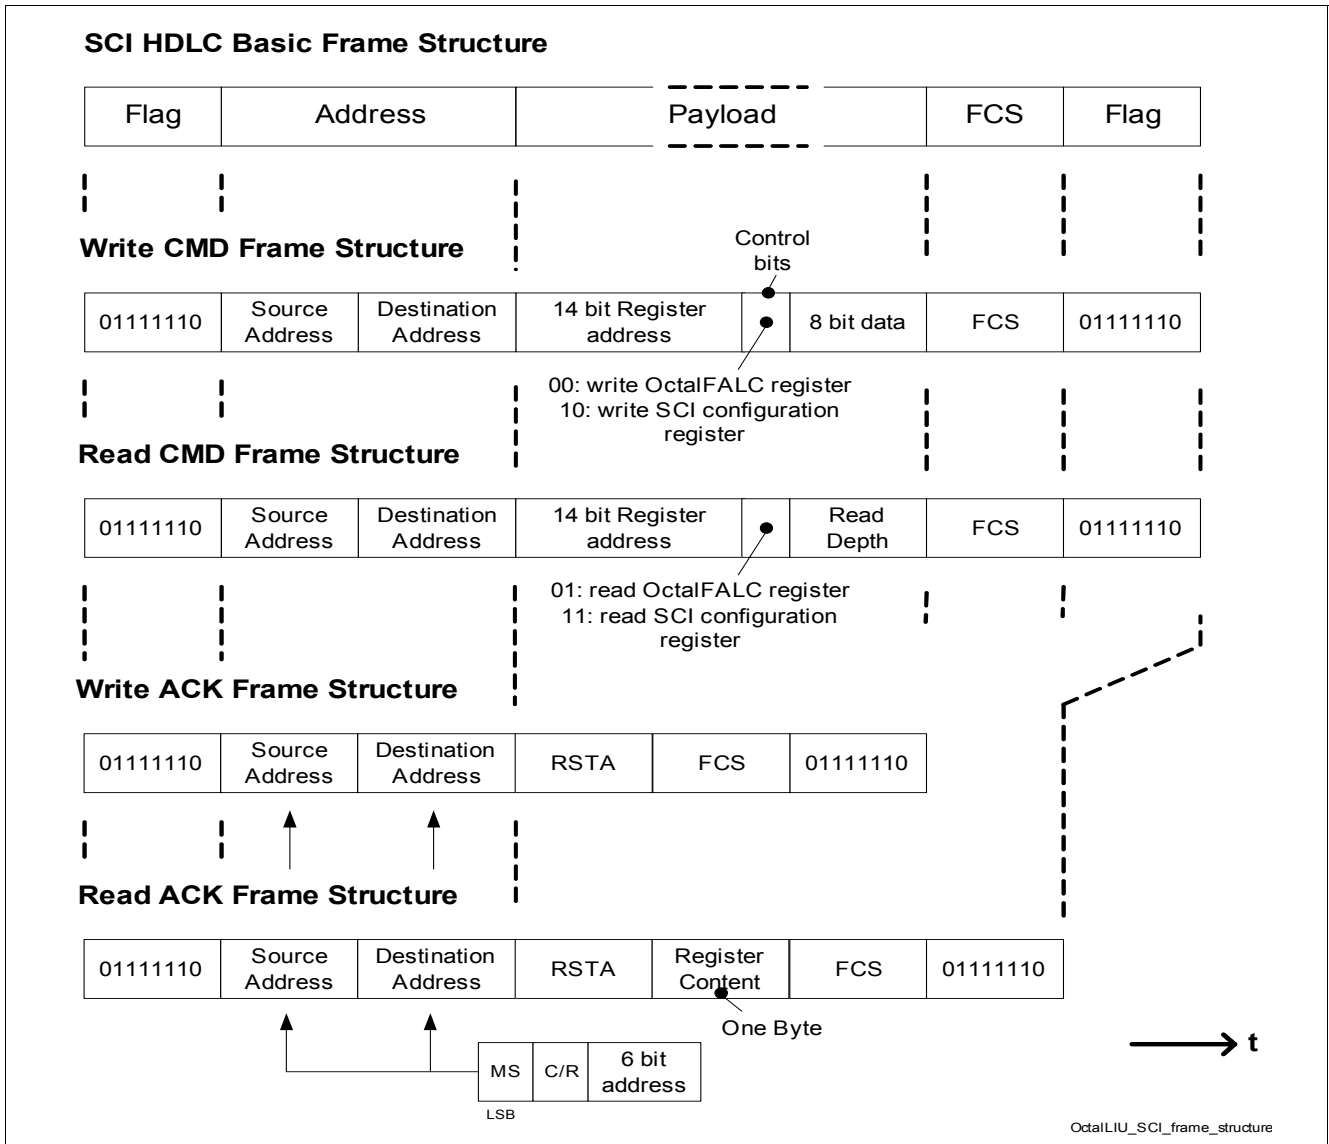 SCI HDLC Basic Frame Structure
Flag Address Payload FCS Flag
Write CMD Frame Structure
Control
bits
01111110
Source
Address
Destination
Address
14 bit Register
address
8 bit data
FCS
01111110
00: write OctalFALC register
10: write SCI configuration
register
Read CMD Frame Structure
01111110
Source
Address
Destination
Address
14 bit Register
address
Read
Depth
FCS
01111110
01: read OctalFALC register
11: read SCI configuration
register
Write ACK Frame Structure
01111110
Source
Address
Destination
Address
RSTA
FCS
01111110
Read ACK Frame Structure
01111110
Source
Address
Destination
Address
RSTA
Register
Content
FCS
01111110
One Byte
t
MS
C/R
6 bit
address
LSB
OctalLIU_SCI_frame_structure